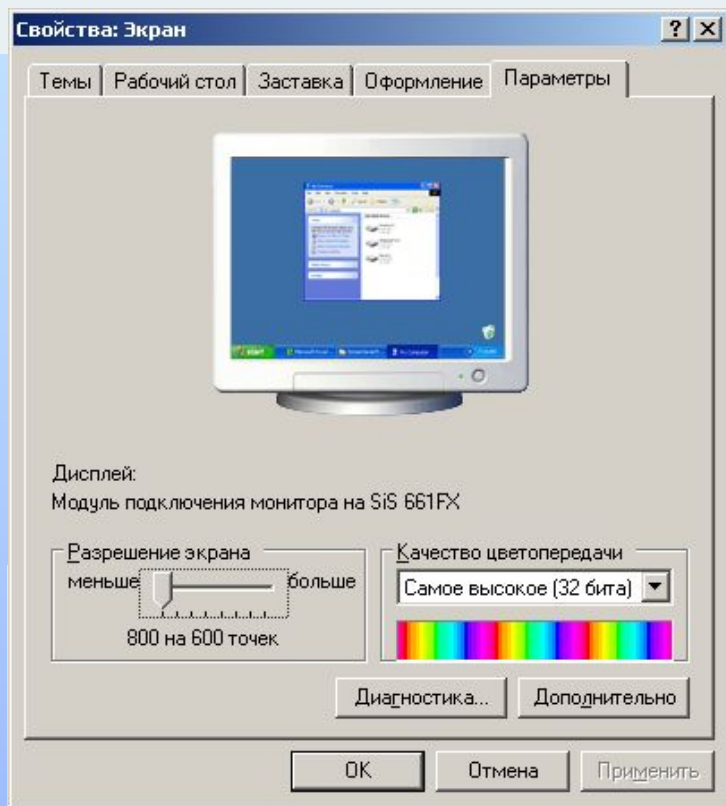 Свойства: Экран
Темы Рабочий стол Заставка Оформление Параметры
Дисплей:
Модуль подключения монитора на SiS 661FX
Разрешение экрана
меньше больше
800 на 600 точек
Качество цветопередачи
Самое высокое (32 бита)
Диагностика... Дополнительно
OK Отмена Применить